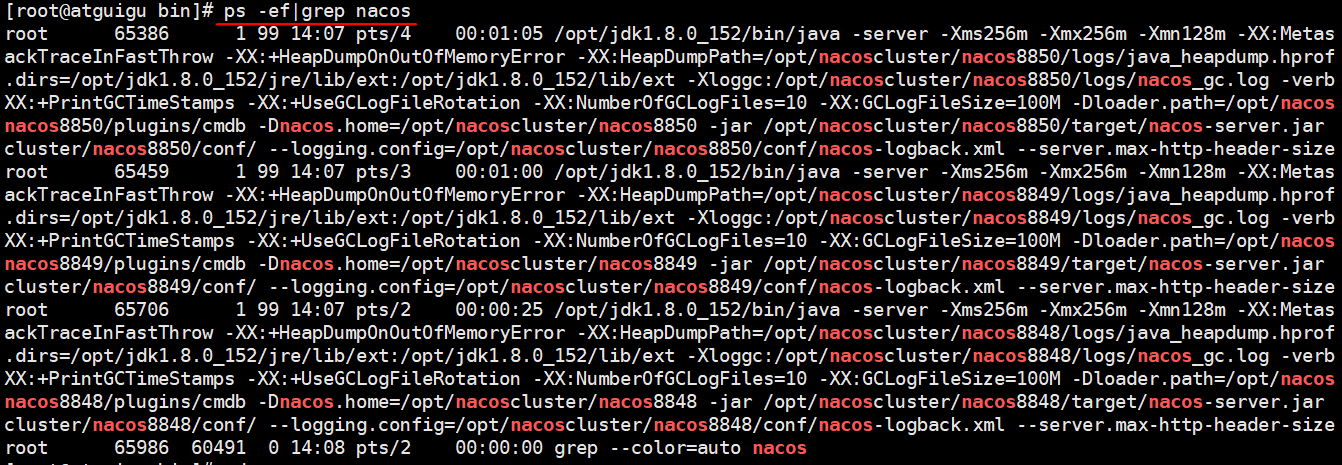 [root@atguigu bin]# ps -ef|grep nacos
root      65386      1 99 14:07 pts/4    00:01:05 /opt/jdk1.8.0_152/bin/java -server -Xms256m -Xmx256m -Xmn128m -XX:Metas
ackTraceInFastThrow -XX:+HeapDumpOnOutOfMemoryError -XX:HeapDumpPath=/opt/nacoscluster/nacos8850/logs/java_heapdump.hprof
.dirs=/opt/jdk1.8.0_152/jre/lib/ext:/opt/jdk1.8.0_152/lib/ext -Xloggc:/opt/nacoscluster/nacos8850/logs/nacos_gc.log -verb
XX:+PrintGCTimeStamps -XX:+UseGCLogFileRotation -XX:NumberOfGCLogFiles=10 -XX:GCLogFileSize=100M -Dloader.path=/opt/nacos
nacos8850/plugins/cmdb -Dnacos.home=/opt/nacoscluster/nacos8850 -jar /opt/nacoscluster/nacos8850/target/nacos-server.jar
cluster/nacos8850/conf/ --logging.config=/opt/nacoscluster/nacos8850/conf/nacos-logback.xml --server.max-http-header-size
root      65459      1 99 14:07 pts/3    00:01:00 /opt/jdk1.8.0_152/bin/java -server -Xms256m -Xmx256m -Xmn128m -XX:Metas
ackTraceInFastThrow -XX:+HeapDumpOnOutOfMemoryError -XX:HeapDumpPath=/opt/nacoscluster/nacos8849/logs/java_heapdump.hprof
.dirs=/opt/jdk1.8.0_152/jre/lib/ext:/opt/jdk1.8.0_152/lib/ext -Xloggc:/opt/nacoscluster/nacos8849/logs/nacos_gc.log -verb
XX:+PrintGCTimeStamps -XX:+UseGCLogFileRotation -XX:NumberOfGCLogFiles=10 -XX:GCLogFileSize=100M -Dloader.path=/opt/nacos
nacos8849/plugins/cmdb -Dnacos.home=/opt/nacoscluster/nacos8849 -jar /opt/nacoscluster/nacos8849/target/nacos-server.jar
cluster/nacos8849/conf/ --logging.config=/opt/nacoscluster/nacos8849/conf/nacos-logback.xml --server.max-http-header-size
root      65706      1 99 14:07 pts/2    00:00:25 /opt/jdk1.8.0_152/bin/java -server -Xms256m -Xmx256m -Xmn128m -XX:Metas
ackTraceInFastThrow -XX:+HeapDumpOnOutOfMemoryError -XX:HeapDumpPath=/opt/nacoscluster/nacos8848/logs/java_heapdump.hprof
.dirs=/opt/jdk1.8.0_152/jre/lib/ext:/opt/jdk1.8.0_152/lib/ext -Xloggc:/opt/nacoscluster/nacos8848/logs/nacos_gc.log -verb
XX:+PrintGCTimeStamps -XX:+UseGCLogFileRotation -XX:NumberOfGCLogFiles=10 -XX:GCLogFileSize=100M -Dloader.path=/opt/nacos
nacos8848/plugins/cmdb -Dnacos.home=/opt/nacoscluster/nacos8848 -jar /opt/nacoscluster/nacos8848/target/nacos-server.jar
cluster/nacos8848/conf/ --logging.config=/opt/nacoscluster/nacos8848/conf/nacos-logback.xml --server.max-http-header-size
root      65986  60491  0 14:08 pts/2    00:00:00 grep --color=auto nacos